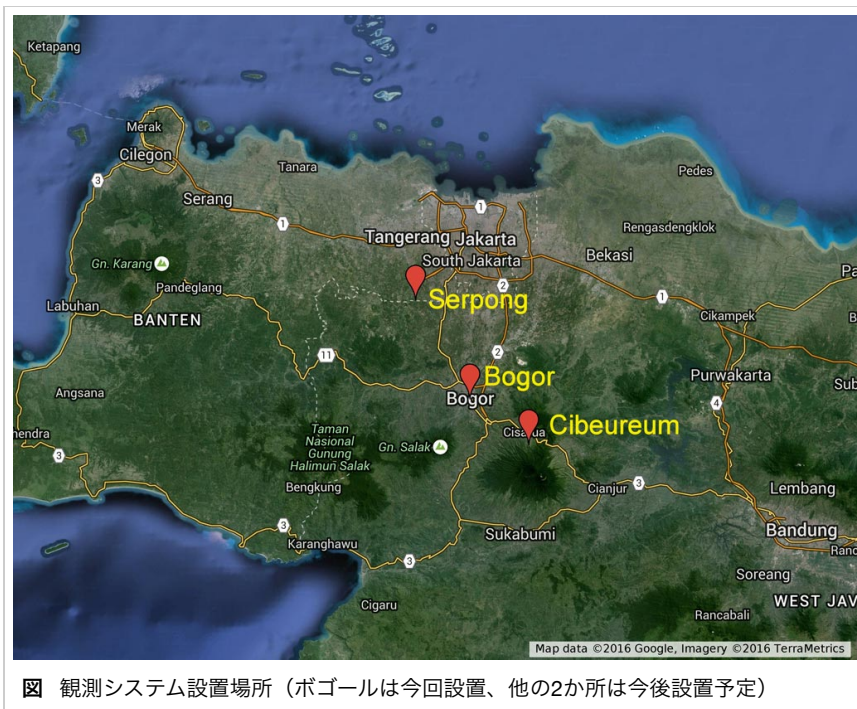 Ketapang
Merak
Cilegon
Tanara
Pedes
3
Serang
1
1
Rengasdengklok
Tangerang Jakarta
South Jakarta
Bekasi
Gn. Karang
Pandeglang
2
Serpong
1
Labuhan
BANTEN
Cikampek
11
2
Bogor
Bogor
Purwakarta
Angsana
4
Cibeureum
Taman
Nasional
Gunung
Halimun Salak
Gn. Salak
3
Bengkung
Cianjur
3
Lembang
3
Sukabumi
Bandung
Karanghawu
3
Soreang
Cigaru
WEST JAV
Rancabali
Map data ©2016 Google, Imagery ©2016 TerraMetrics
図 観測システム設置場所（ボゴールは今回設置、他の2か所は今後設置予定）